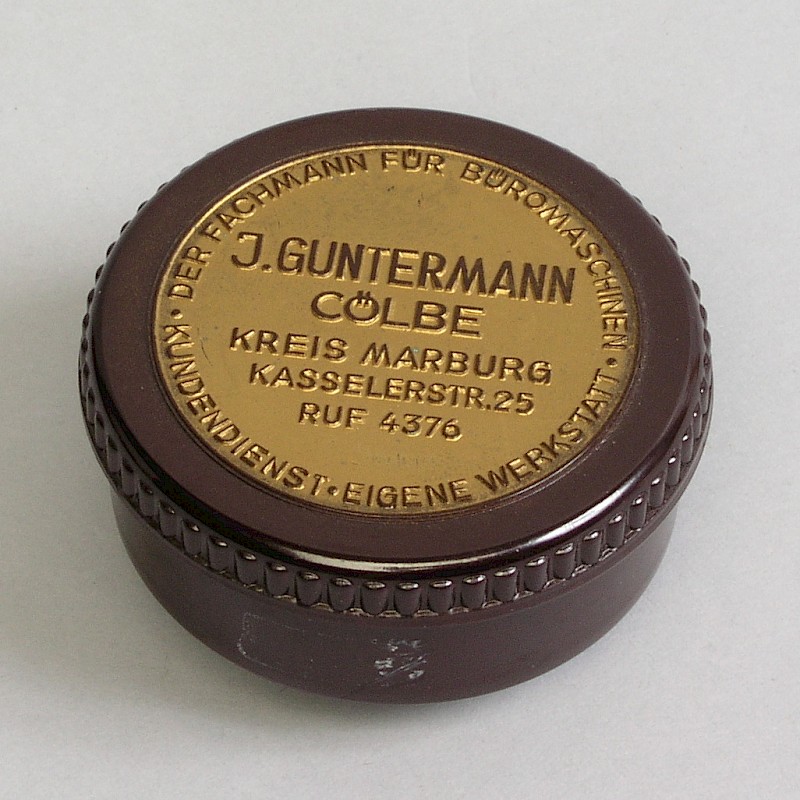 DER FACHMANN FÜR BÜROMASCHINEN •
J. GUNTERMANN
CÖLBE
KREIS MARBURG
KASSELERSTR. 25
RUF 4376
• KUNDENDIENST • EIGENE WERKSTATT •